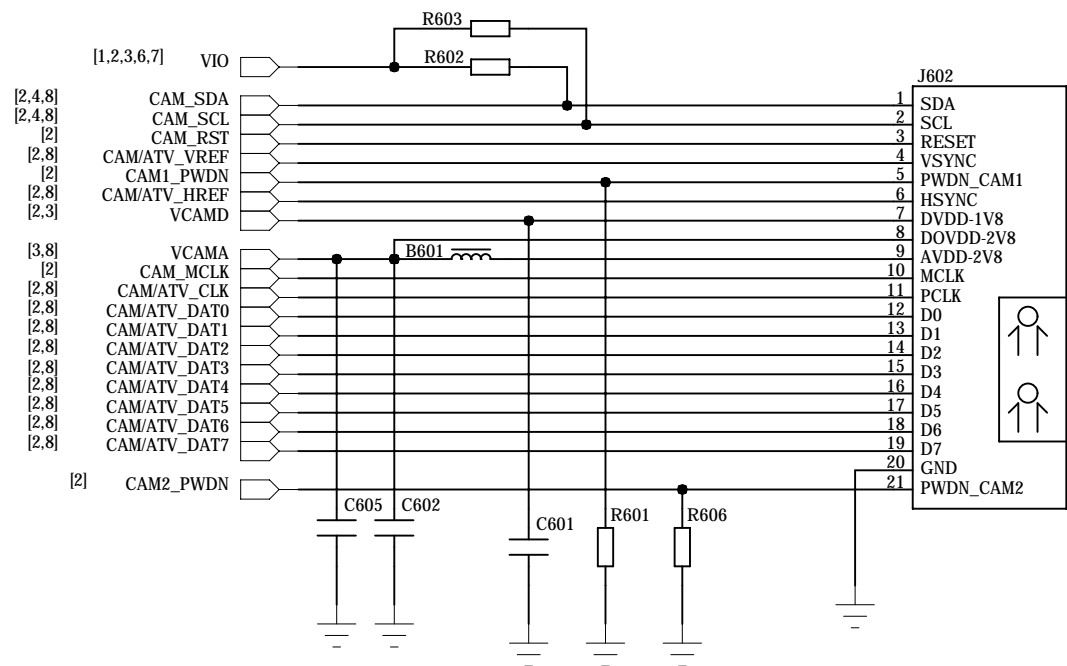 R603
[1,2,3,6,7] VIO R602
J602
[2,4,8] CAM_SDA 1 SDA
[2,4,8] CAM_SCL 2 SCL
[2] CAM_RST 3 RESET
[2,8] CAM/ATV_VREF 4 VSYNC
[2] CAM1_PWDN 5 PWDN_CAM1
[2,8] CAM/ATV_HREF 6 HSYNC
[2,3] VCAMD 7 DVDD-1V8
8 DOVDD-2V8
[3,8] VCAMA B601 9 AVDD-2V8
[2] CAM_MCLK 10 MCLK
[2,8] CAM/ATV_CLK 11 PCLK
[2,8] CAM/ATV_DAT0 12 D0
[2,8] CAM/ATV_DAT1 13 D1
[2,8] CAM/ATV_DAT2 14 D2
[2,8] CAM/ATV_DAT3 15 D3
[2,8] CAM/ATV_DAT4 16 D4
[2,8] CAM/ATV_DAT5 17 D5
[2,8] CAM/ATV_DAT6 18 D6
[2,8] CAM/ATV_DAT7 19 D7
20 GND
[2] CAM2_PWDN 21 PWDN_CAM2
C605 C602 C601 R601 R606